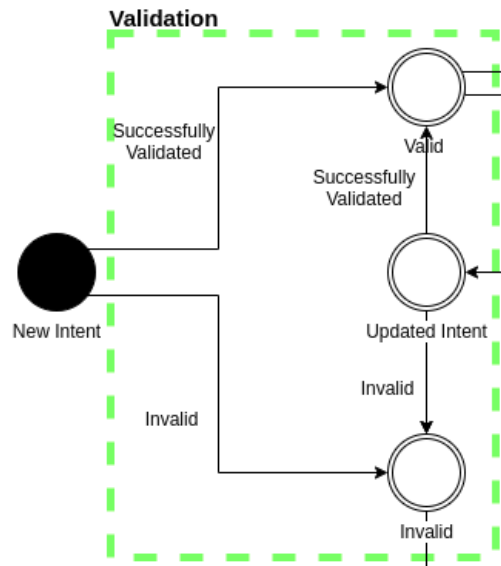 Validation
Successfully
Validated
Valid
Successfully
Validated
New Intent
Updated Intent
Invalid
Invalid
Invalid